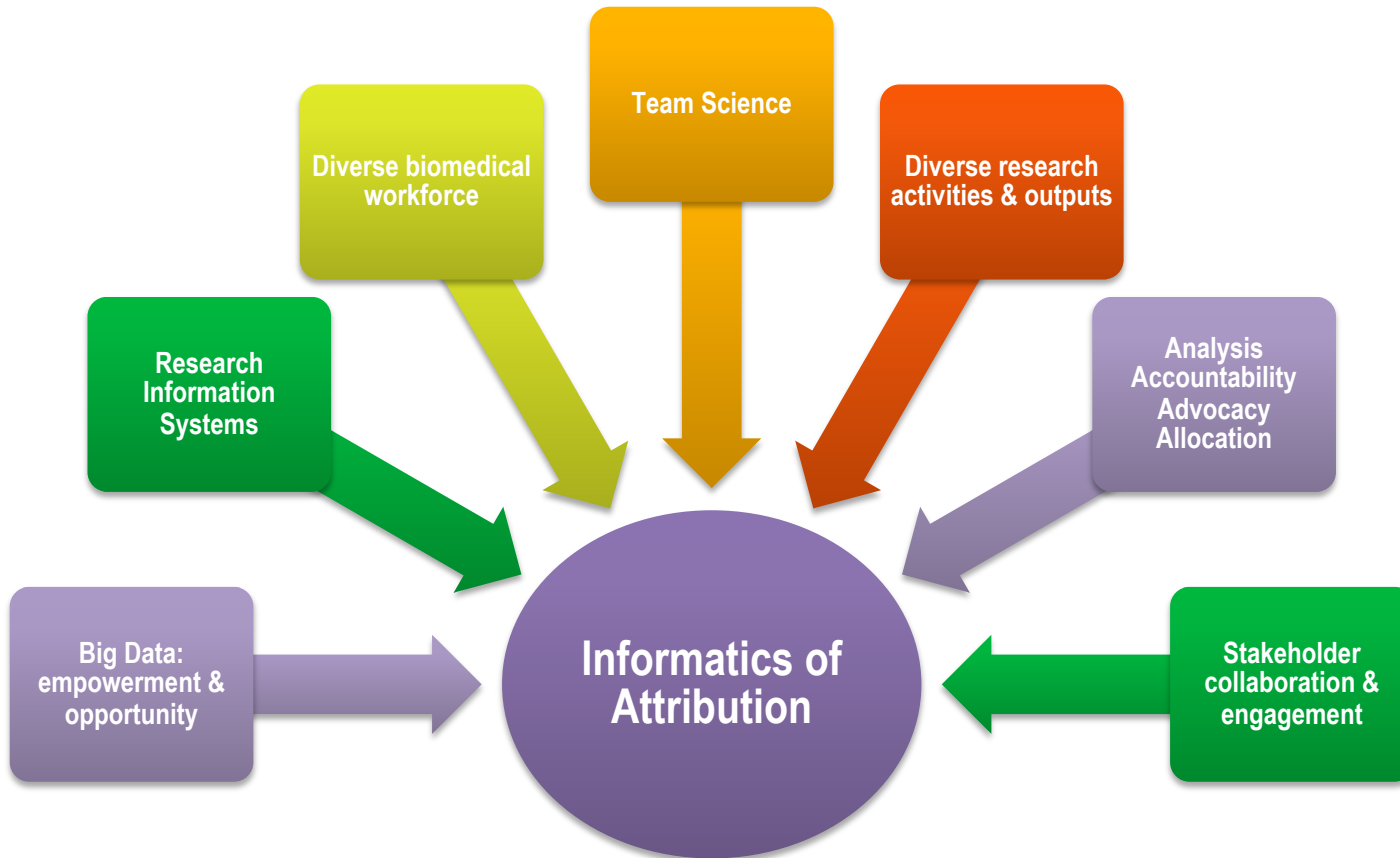 Team Science
Diverse biomedical
workforce
Diverse research
activities & outputs
Research
Information
Systems
Analysis
Accountability
Advocacy
Allocation
Big Data:
empowerment &
opportunity
Informatics of
Attribution
Stakeholder
collaboration &
engagement